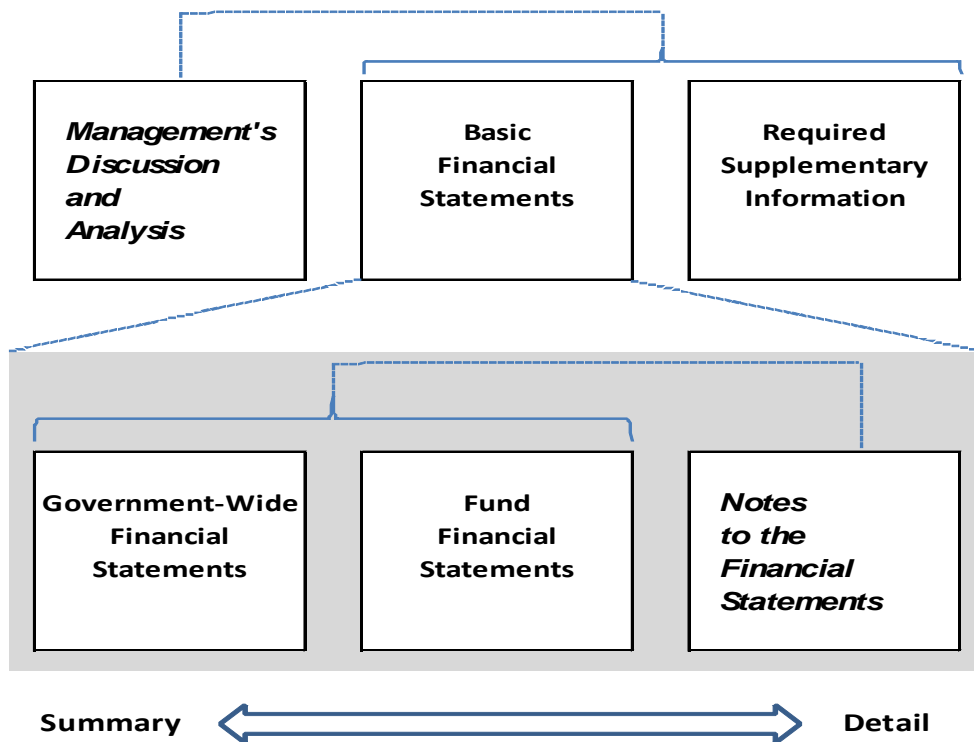 Management's
Discussion
and
Analysis
Basic
Financial
Statements
Required
Supplementary
Information
Government-Wide
Financial
Statements
Fund
Financial
Statements
Notes
to the
Financial
Statements
Summary
Detail